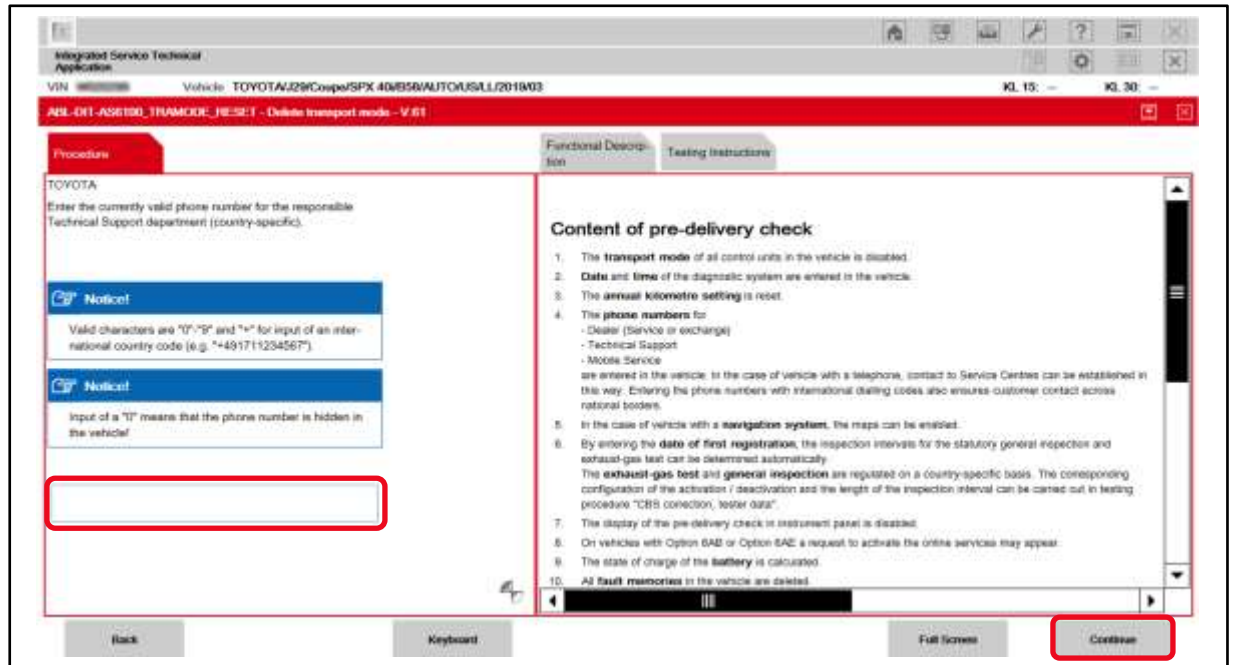 ?
Integrated Service Technical
Application
VIN Vehicle TOYOTA/J29/Coupe/SPX 40i/B58/AUTO/US/LL/2019/03 KL 15: – KL 30: –
ABL-DIT-AS6100_TRAMODE_RESET - Delete transport mode - V.61
Procedure
Functional Descrip-
tion
Testing Instructions
TOYOTA
Enter the currently valid phone number for the responsible
Technical Support department (country-specific).
Notice!
Valid characters are "0"-"9" and "+" for input of an inter-
national country code (e.g. "+491711234567").
Notice!
Input of a "0" means that the phone number is hidden in
the vehicle!
Content of pre-delivery check
1. The transport mode of all control units in the vehicle is disabled.
2. Date and time of the diagnostic system are entered in the vehicle.
3. The annual kilometre setting is reset.
4. The phone numbers for
- Dealer (Service or exchange)
- Technical Support
- Mobile Service
are entered in the vehicle. In the case of vehicle with a telephone, contact to Service Centres can be established in
this way. Entering the phone numbers with international dialling codes also ensures customer contact across
national borders.
5. In the case of vehicle with a navigation system, the maps can be enabled.
6. By entering the date of first registration, the inspection intervals for the statutory general inspection and
exhaust-gas test can be determined automatically.
The exhaust-gas test and general inspection are regulated on a country-specific basis. The corresponding
configuration of the activation / deactivation and the length of the inspection interval can be carried out in testing
procedure "CBS correction, tester data".
7. The display of the pre-delivery check in instrument panel is disabled.
8. On vehicles with Option 6AB or Option 6AE a request to activate the online services may appear.
9. The state of charge of the battery is calculated.
10. All fault memories in the vehicle are deleted.
Back
Keyboard
Full Screen
Continue